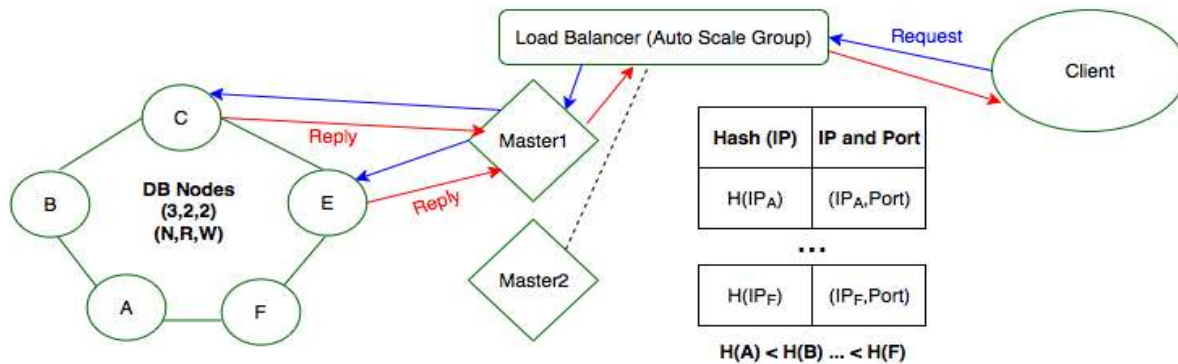 Load Balancer (Auto Scale Group)
Request
Client
C
Reply
Master1
Hash (IP) IP and Port
DB Nodes
(3,2,2)
(N,R,W)
B
E
Reply
H(IPA) (IPA,Port)
...
Master2
A
F
H(IPF) (IPF,Port)
H(A) < H(B) ... < H(F)